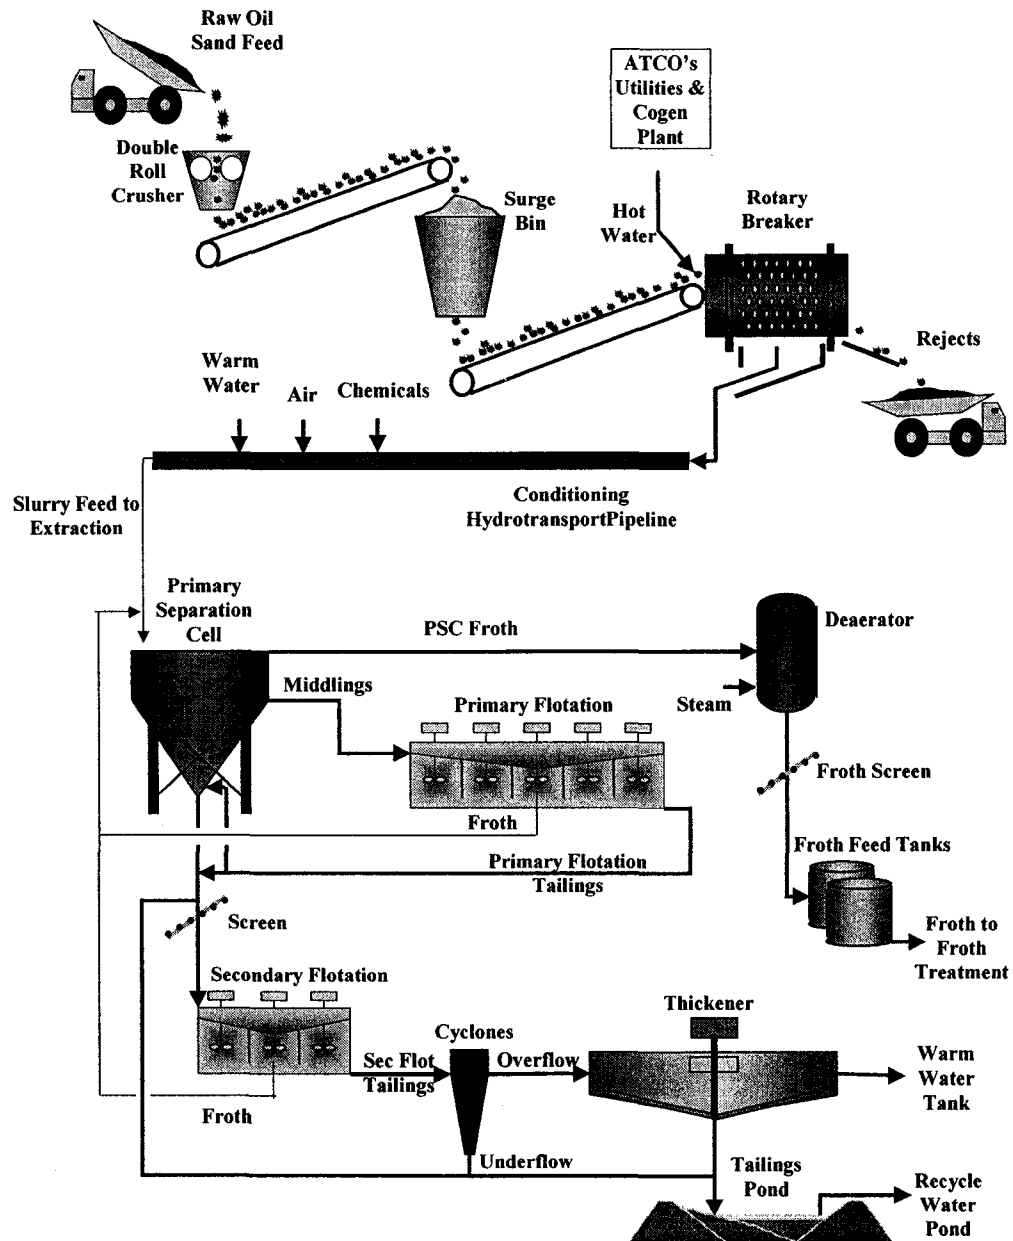 Raw Oil
Sand Feed
ATCO's
Utilities &
Cogen
Plant
Double
Roll
Crusher
Surge
Bin
Hot
Water
Rotary
Breaker
Rejects
Warm
Water
Air
Chemicals
Slurry Feed to
Extraction
Conditioning
HydrotransportPipeline
Primary
Separation
Cell
PSC Froth
Deaerator
Middlings
Steam
Primary Flotation
Froth Screen
Froth
Froth Feed Tanks
Primary Flotation
Tailings
Screen
Froth to
Froth
Treatment
Secondary Flotation
Thickener
Cyclones
Sec Flot
Tailings
Overflow
Warm
Water
Tank
Froth
Underflow
Tailings
Pond
Recycle
Water
Pond